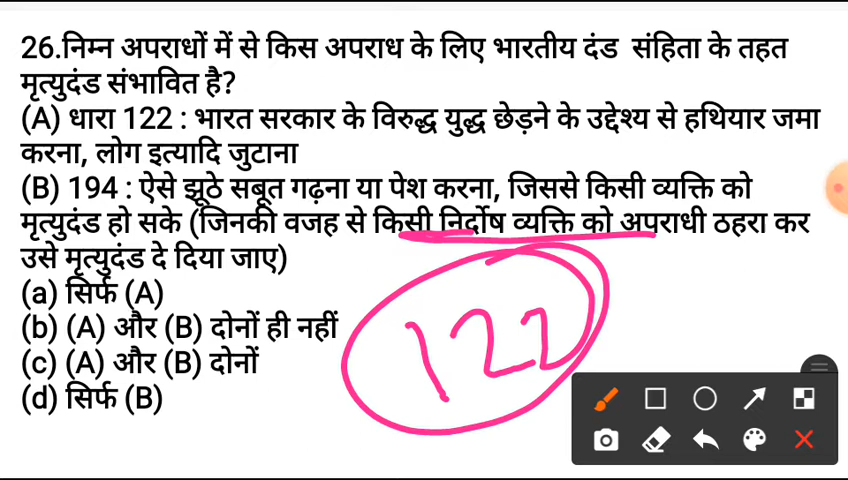 26.निम्न अपराधों में से किस अपराध के लिए भारतीय दंड संहिता के तहत
मृत्युदंड संभावित है?
(A) धारा 122 : भारत सरकार के विरुद्ध युद्ध छेड़ने के उद्देश्य से हथियार जमा
करना, लोग इत्यादि जुटाना
(B) 194 : ऐसे झूठे सबूत गढ़ना या पेश करना, जिससे किसी व्यक्ति को
मृत्युदंड हो सके (जिनकी वजह से किसी निर्दोष व्यक्ति को अपराधी ठहरा कर
उसे मृत्युदंड दे दिया जाए)
(a) सिर्फ (A)
(b) (A) और (B) दोनों ही नहीं
(c) (A) और (B) दोनों
(d) सिर्फ (B)
122